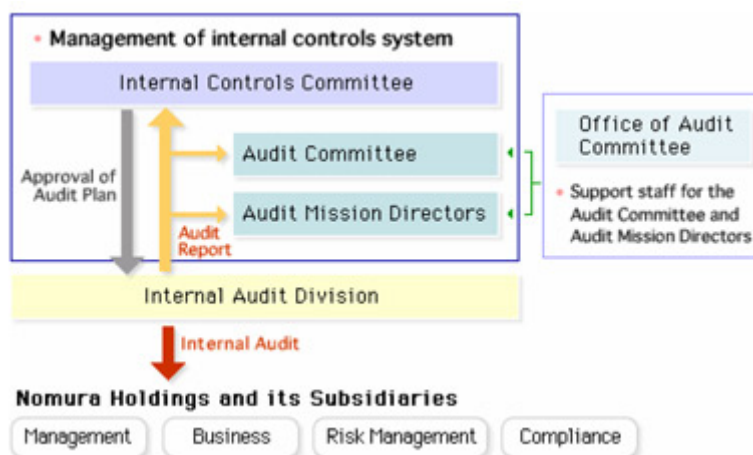 • Management of internal controls system
Internal Controls Committee
Approval of
Audit Plan
Audit Committee
Audit Mission Directors
Audit
Report
Office of Audit
Committee
• Support staff for the
Audit Committee and
Audit Mission Directors
Internal Audit Division
Internal Audit
Nomura Holdings and its Subsidiaries
Management
Business
Risk Management
Compliance